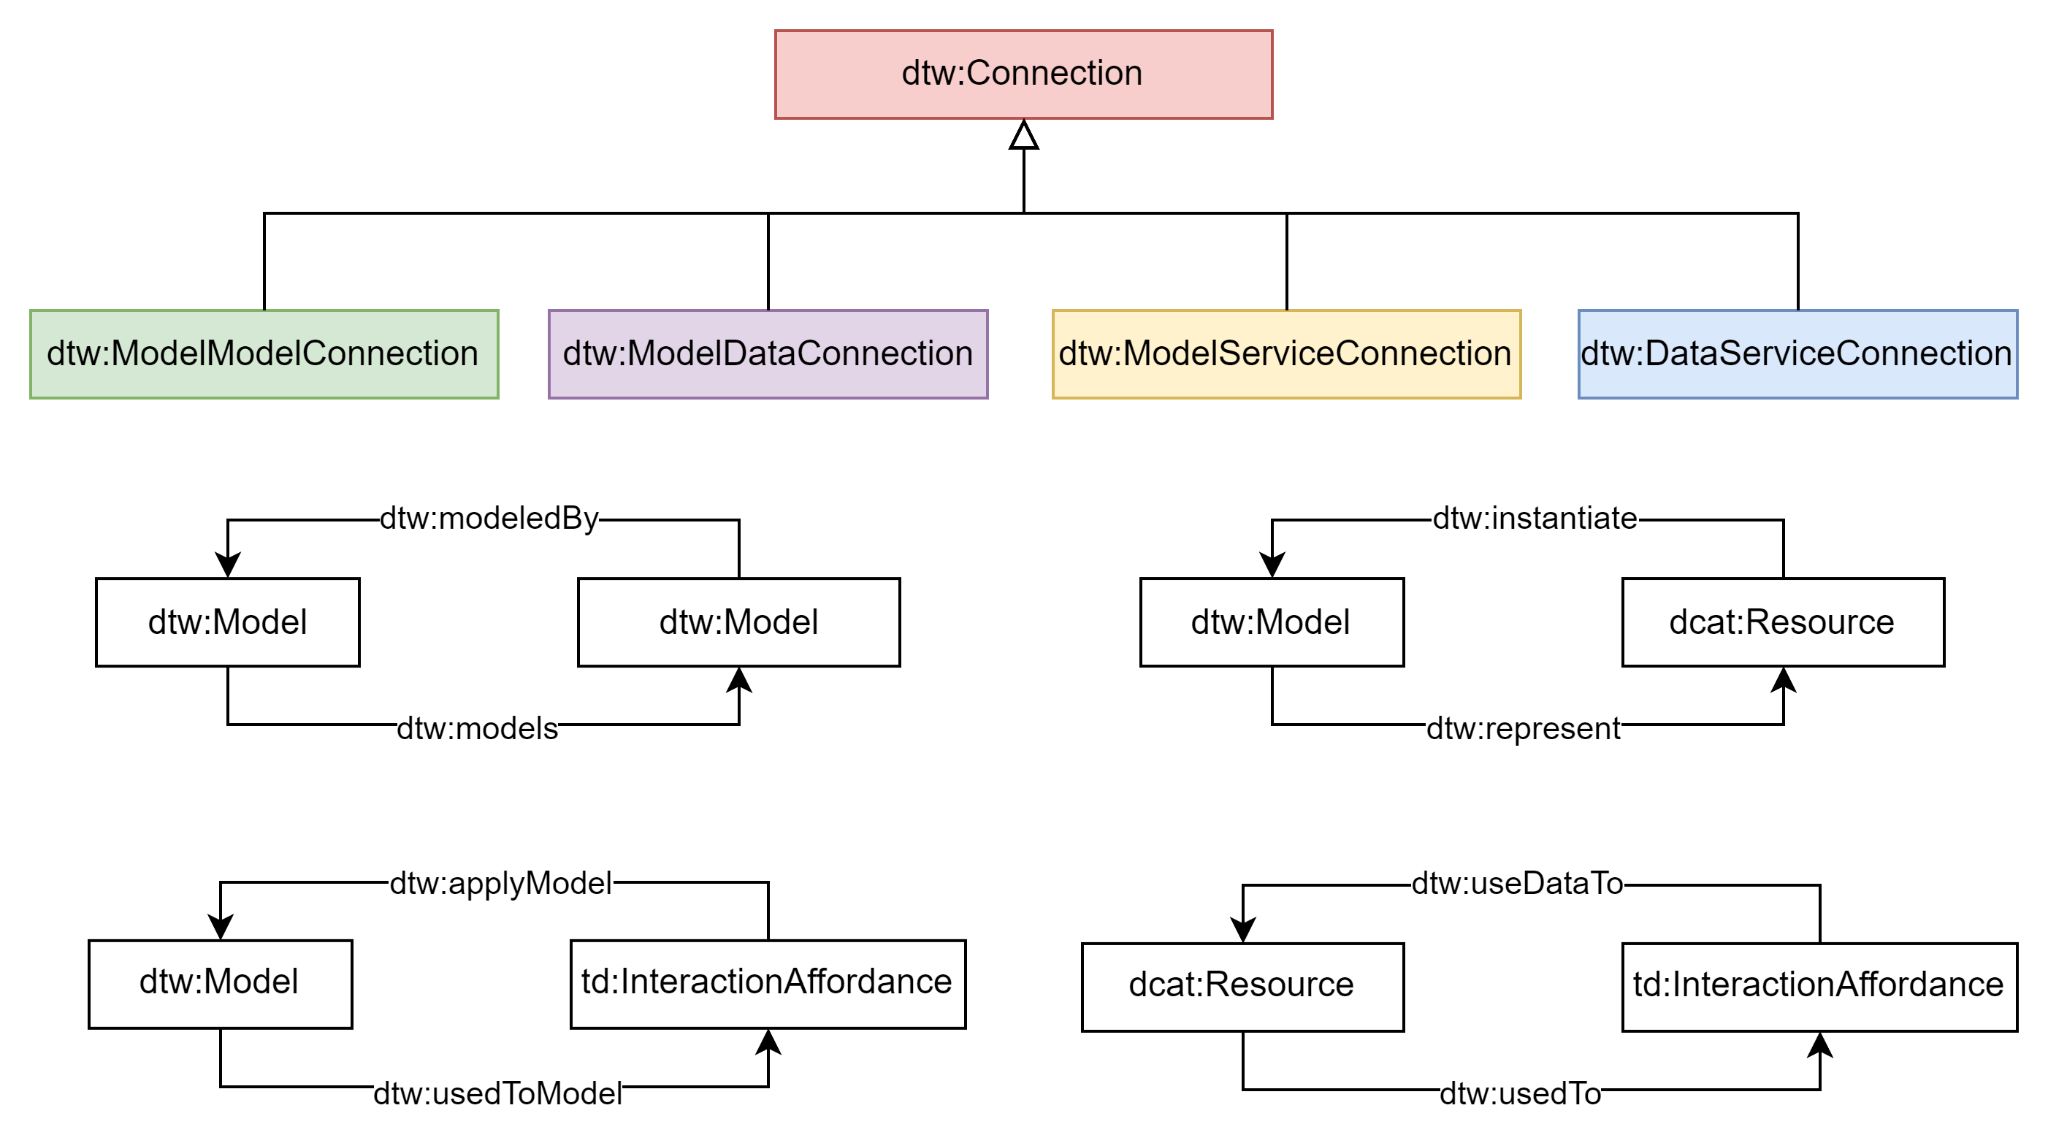 dtw:Connection
dtw:ModelModelConnection
dtw:ModelDataConnection
dtw:ModelServiceConnection
dtw:DataServiceConnection
dtw:modeledBy
dtw:Model
dtw:Model
dtw:models
dtw:instantiate
dtw:Model
dcat:Resource
dtw:represent
dtw:applyModel
dtw:Model
td:InteractionAffordance
dtw:usedToModel
dtw:useDataTo
dcat:Resource
td:InteractionAffordance
dtw:usedTo